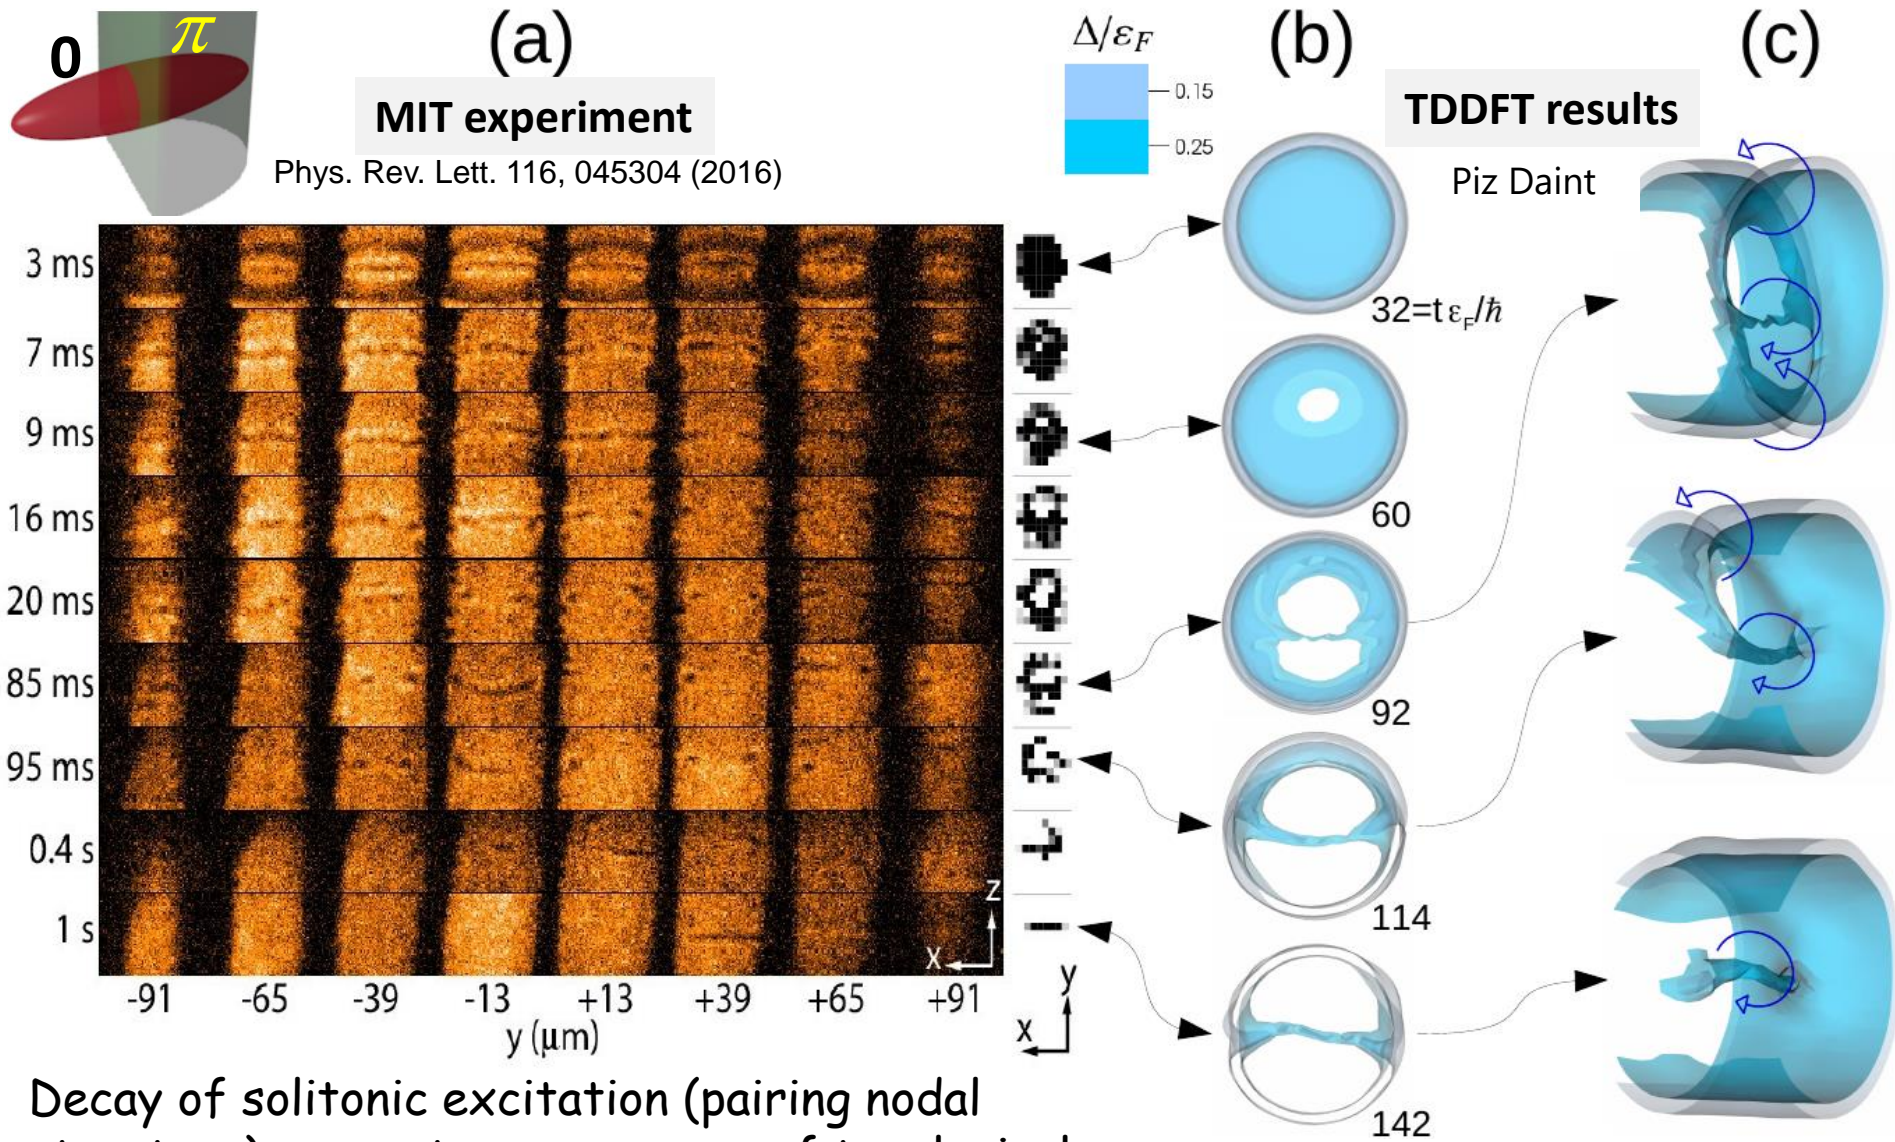 0
π
(a)
MIT experiment
Phys. Rev. Lett. 116, 045304 (2016)
Δ/εF
0.15
0.25
(b)
TDDFT results
Piz Daint
(c)
3 ms
7 ms
9 ms
16 ms
20 ms
85 ms
95 ms
0.4 s
1 s
z
x
-91 -65 -39 -13 +13 +39 +65 +91
y (μm)
y
x
32=t εF/ħ
60
92
114
142
Decay of solitonic excitation (pairing nodal